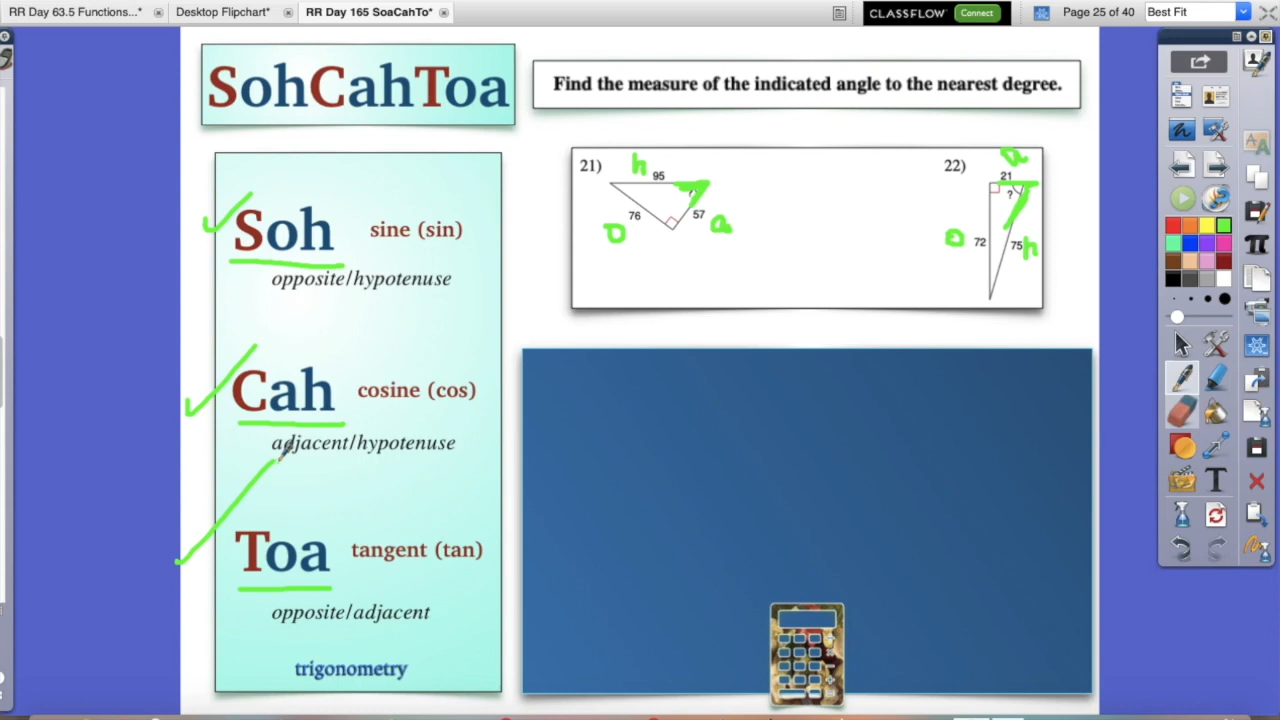 RR Day 63.5 Functions...*
Desktop Flipchart*
RR Day 165 SoaCahTo*
CLASSFLOW
Connect
Page 25 of 40
Best Fit
SohCahToa
Find the measure of the indicated angle to the nearest degree.
Soh sine (sin)
opposite/hypotenuse
Cah cosine (cos)
adjacent/hypotenuse
Toa tangent (tan)
opposite/adjacent
trigonometry
21)
h
95
?
76
57
o
a
22)
a
21
?
o
72
75
h